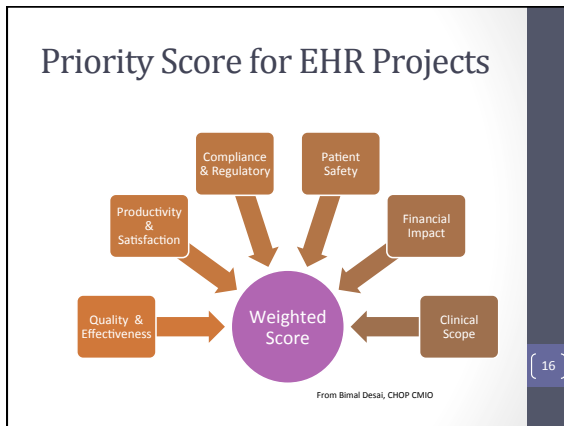 Priority Score for EHR Projects
Compliance
& Regulatory
Patient
Safety
Productivity
&
Satisfaction
Financial
Impact
Quality &
Effectiveness
Weighted
Score
Clinical
Scope
16
From Bimal Desai, CHOP CMIO